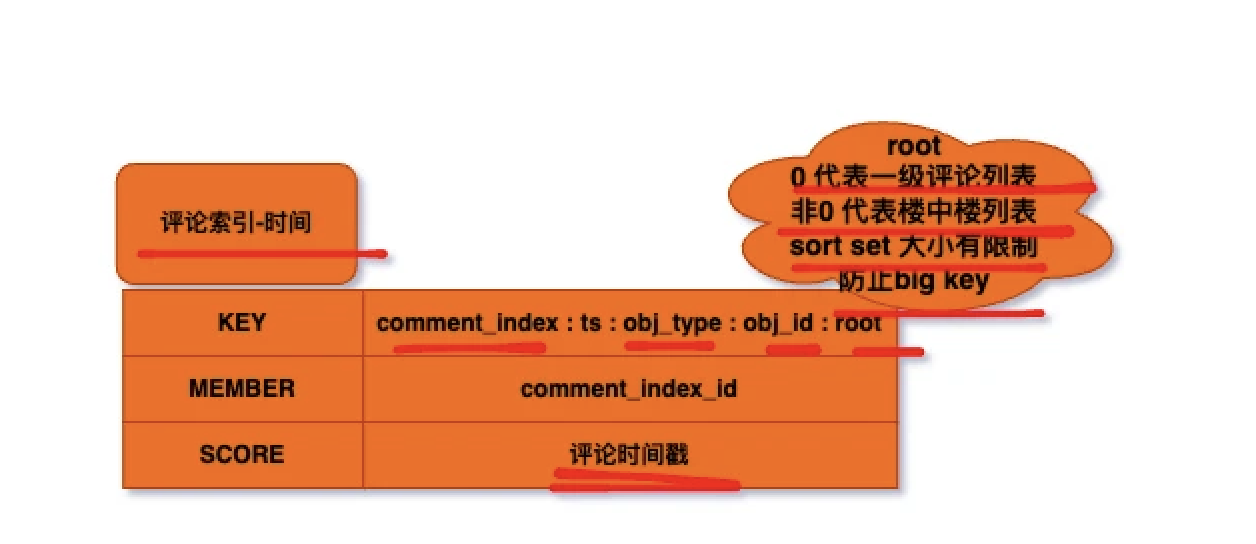 root
0 代表一级评论列表
非0 代表楼中楼列表
sort set 大小有限制
防止big key
评论索引-时间
KEY comment_index : ts : obj_type : obj_id : root
MEMBER comment_index_id
SCORE 评论时间戳